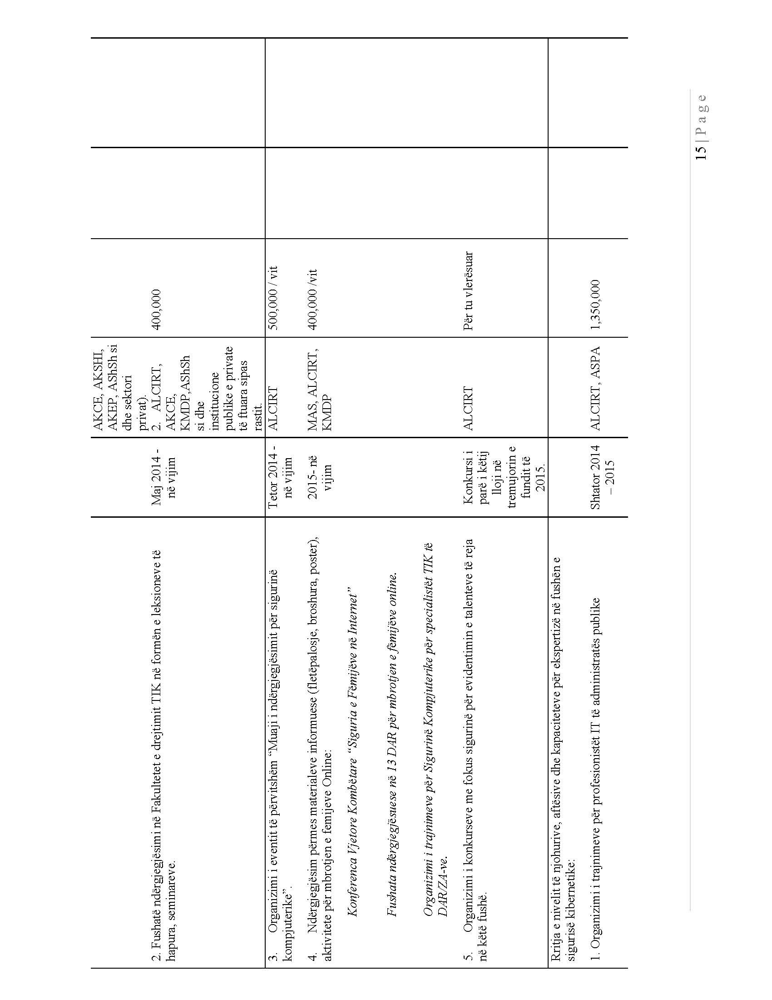 AKCE, AKSHI,
AKEP, AShSh si
dhe sektori
privat).
2. Fushatë ndërgjegjësimi në Fakultetet e drejtimit TIK në formën e leksioneve të
hapura, seminareve.
Maj 2014 -
në vijim
2. ALCIRT,
AKCE,
KMDP,AShSh
si dhe
institucione
publike e private
të ftuara sipas
rastit.
400,000
3. Organizimi i eventit të përvitshëm “Muaji i ndërgjegjësimit për sigurinë
kompjuterike”.
Tetor 2014 -
në vijim
ALCIRT
500,000 / vit
4. Ndërgjegjësim përmes materialeve informuese (fletëpalosje, broshura, poster),
aktivitete për mbrotjen e femijeve Online:
2015- në
vijim
MAS, ALCIRT,
KMDP
400,000 /vit
Konferenca Vjetore Kombëtare “Siguria e Fëmijëve në Internet”
Fushata ndërgjegjësuese në 13 DAR për mbrotjen e fëmijëve online.
Organizimi i trajnimeve për Sigurinë Kompjuterike për specialistët TIK të
DAR/ZA-ve.
5. Organizimi i konkurseve me fokus sigurinë për evidentimin e talenteve të reja
në këtë fushë.
Konkursi i
parë i këtij
lloji në
tremujorin e
fundit të
2015.
ALCIRT
Për tu vlerësuar
Rritja e nivelit të njohurive, aftësive dhe kapaciteteve për ekspertizë në fushën e
sigurisë kibernetike:
1. Organizimi i trajnimeve për profesionistët IT të administratës publike
Shtator 2014
– 2015
ALCIRT, ASPA
1,350,000
15 | P a g e